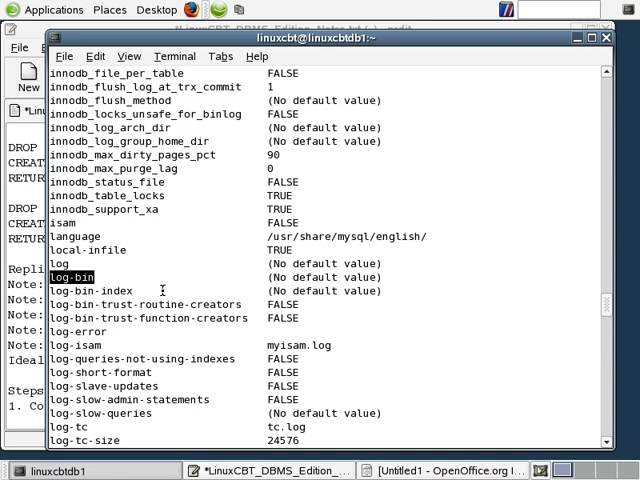 Applications Places Desktop
*LinuxCBT_DBMS_Edition_Notes.txt (~) - gedit
linuxcbt@linuxcbtdb1:~
File
File Edit View Terminal Tabs Help
New
*Linu
DROP
CREAT
RETUR
DROP
CREAT
RETUR
Repli
Note:
Note:
Note:
Note:
Note:
Note:
Ideal
Steps
1. Co
innodb_file_per_table FALSE
innodb_flush_log_at_trx_commit 1
innodb_flush_method (No default value)
innodb_locks_unsafe_for_binlog FALSE
innodb_log_arch_dir (No default value)
innodb_log_group_home_dir (No default value)
innodb_max_dirty_pages_pct 90
innodb_max_purge_lag 0
innodb_status_file FALSE
innodb_table_locks TRUE
innodb_support_xa TRUE
isam FALSE
language /usr/share/mysql/english/
local-infile TRUE
log (No default value)
log-bin (No default value)
log-bin-index (No default value)
log-bin-trust-routine-creators FALSE
log-bin-trust-function-creators FALSE
log-error
log-isam myisam.log
log-queries-not-using-indexes FALSE
log-short-format FALSE
log-slave-updates FALSE
log-slow-admin-statements FALSE
log-slow-queries (No default value)
log-tc tc.log
log-tc-size 24576
linuxcbtdb1
*LinuxCBT_DBMS_Edition_...
[Untitled1 - OpenOffice.org I...